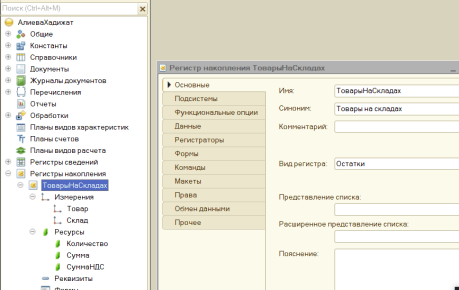 Поиск (Ctrl+Alt+M)
АлиеваХадижат
Общие
Константы
Справочники
Документы
Журналы документов
Перечисления
Отчеты
Обработки
Планы видов характеристик
Планы счетов
Планы видов расчета
Регистры сведений
Регистры накопления
ТоварыНаСкладах
Измерения
Товар
Склад
Ресурсы
Количество
Сумма
СуммаНДС
Реквизиты
Формы
Регистр накопления ТоварыНаСкладах
Основные
Подсистемы
Функциональные опции
Данные
Регистраторы
Формы
Команды
Макеты
Права
Обмен данными
Прочее
Имя: ТоварыНаСкладах
Синоним: Товары на складах
Комментарий:
Вид регистра: Остатки
Представление списка:
Расширенное представление списка:
Пояснение: